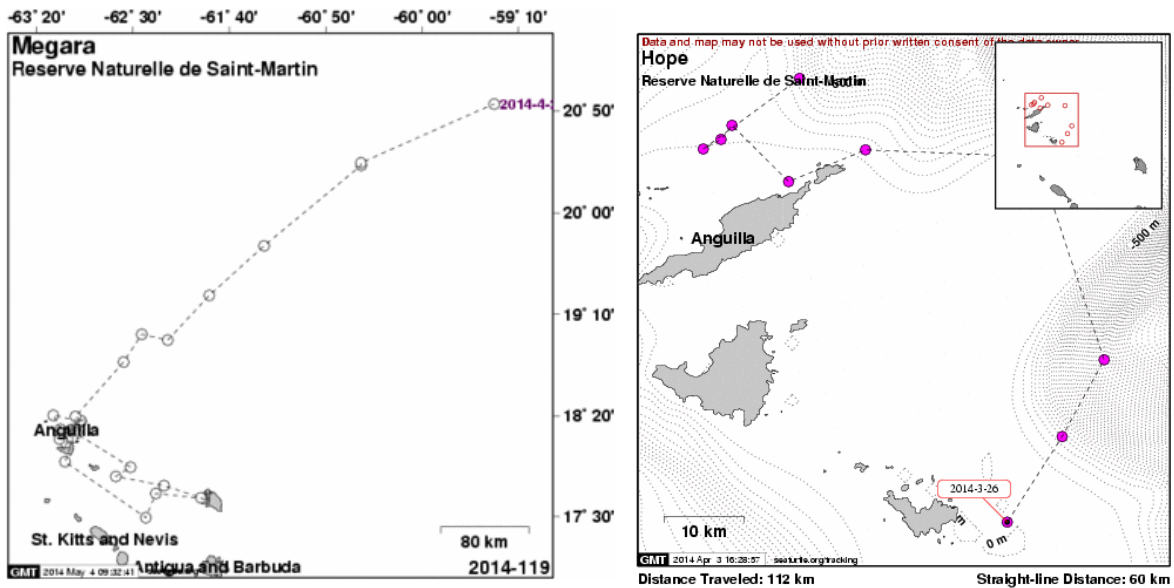 -63° 20' -62° 30' -61° 40' -60° 50' -60° 00' -59° 10'
Megara
Reserve Naturelle de Saint-Martin
2014-4-
20° 50'
20° 00'
19° 10'
18° 20'
Anguilla
17° 30'
St. Kitts and Nevis
80 km
Antigua and Barbuda
GMT 2014 May 4 09:32:41
2014-119
Data and map may not be used without prior written consent of the data owner
Hope
Reserve Naturelle de Saint-Martin
-500 m
Anguilla
-500 m
2014-3-26
m
0 m
10 km
GMT 2014 Apr 3 16:28:57 seaturtle.org/tracking
Distance Traveled: 112 km Straight-line Distance: 60 km